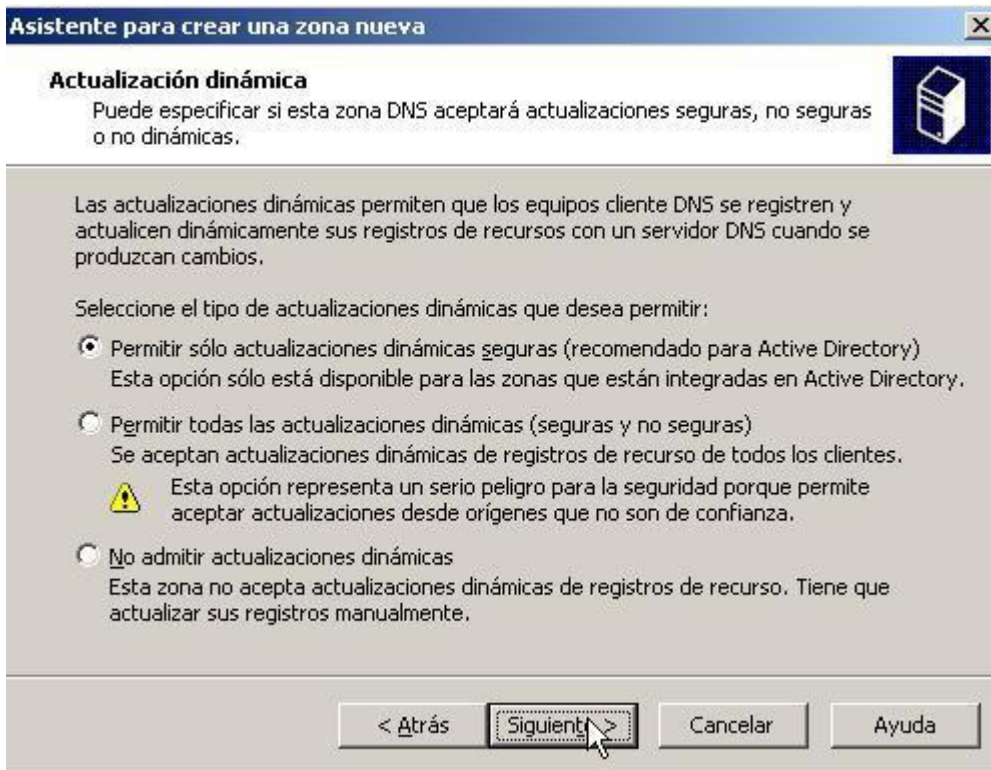 Asistente para crear una zona nueva
Actualización dinámica
Puede especificar si esta zona DNS aceptará actualizaciones seguras, no seguras
o no dinámicas.
Las actualizaciones dinámicas permiten que los equipos cliente DNS se registren y
actualicen dinámicamente sus registros de recursos con un servidor DNS cuando se
produzcan cambios.
Seleccione el tipo de actualizaciones dinámicas que desea permitir:
Permitir sólo actualizaciones dinámicas seguras (recomendado para Active Directory)
Esta opción sólo está disponible para las zonas que están integradas en Active Directory.
Permitir todas las actualizaciones dinámicas (seguras y no seguras)
Se aceptan actualizaciones dinámicas de registros de recurso de todos los clientes.
Esta opción representa un serio peligro para la seguridad porque permite
aceptar actualizaciones desde orígenes que no son de confianza.
No admitir actualizaciones dinámicas
Esta zona no acepta actualizaciones dinámicas de registros de recurso. Tiene que
actualizar sus registros manualmente.
< Atrás
Siguiente >
Cancelar
Ayuda